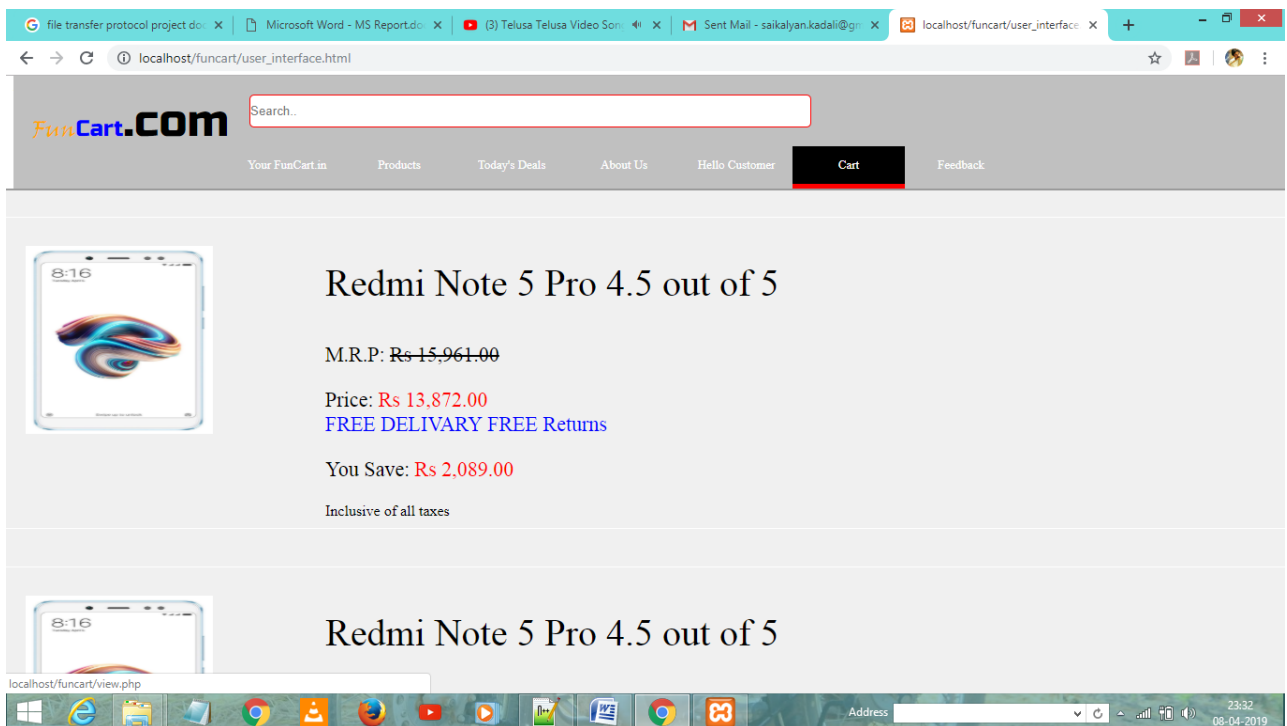 file transfer protocol project doc
Microsoft Word - MS Report.do
(3) Telusa Telusa Video Son
Sent Mail - saikalyan.kadali@gm
localhost/funcart/user_interface
localhost/funcart/user_interface.html
FunCart.com
Search..
Your FunCart.in Products Today's Deals About Us Hello Customer Cart Feedback
8:16
Redmi Note 5 Pro 4.5 out of 5
M.R.P: Rs 15,961.00
Price: Rs 13,872.00
FREE DELIVARY FREE Returns
You Save: Rs 2,089.00
Inclusive of all taxes
8:16
Redmi Note 5 Pro 4.5 out of 5
localhost/funcart/view.php
Address
23:32
08-04-2019